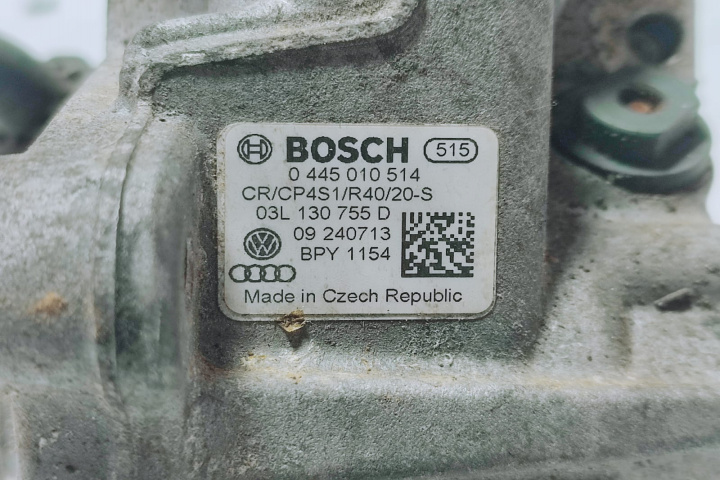 BOSCH 515
0 445 010 514
CR/CP4S1/R40/20-S
03L 130 755 D
09 240713
BPY 1154
Made in Czech Republic